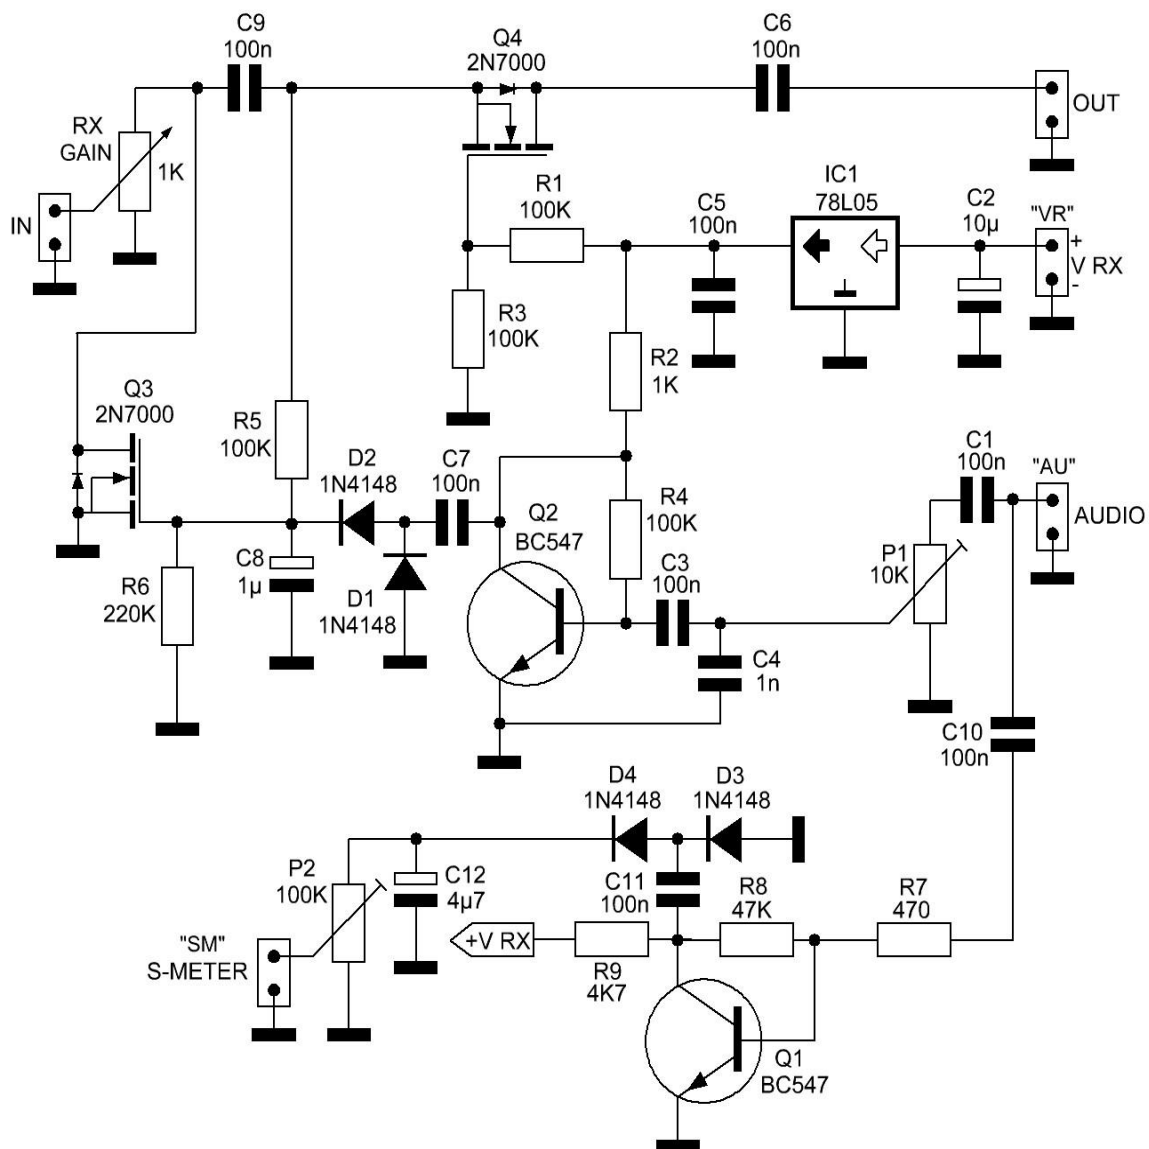 C9
100n
Q4
2N7000
C6
100n
OUT
RX
GAIN
1K
IN
R1
100K
C5
100n
IC1
78L05
C2
10µ
"VR"
+
V RX
-
R3
100K
R2
1K
Q3
2N7000
R5
100K
D2
1N4148
C7
100n
Q2
BC547
R4
100K
C1
100n
"AU"
AUDIO
P1
10K
C3
100n
C8
1µ
R6
220K
D1
1N4148
C4
1n
C10
100n
D4
1N4148
D3
1N4148
P2
100K
C12
4µ7
C11
100n
R8
47K
R7
470
"SM"
S-METER
+V RX
R9
4K7
Q1
BC547